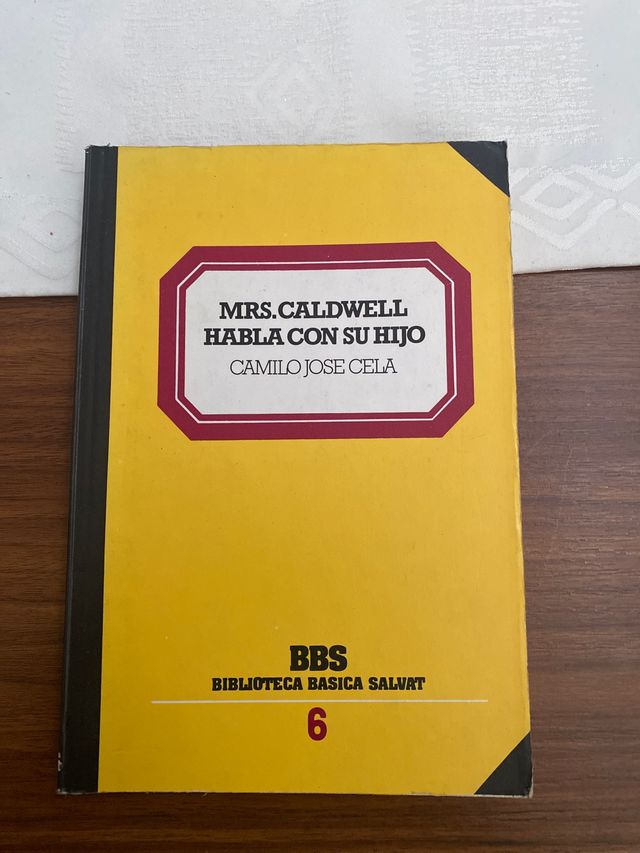 MRS.CALDWELL
HABLA CON SU HIJO
CAMILO JOSE CELA
BBS
BIBLIOTECA BASICA SALVAT
6